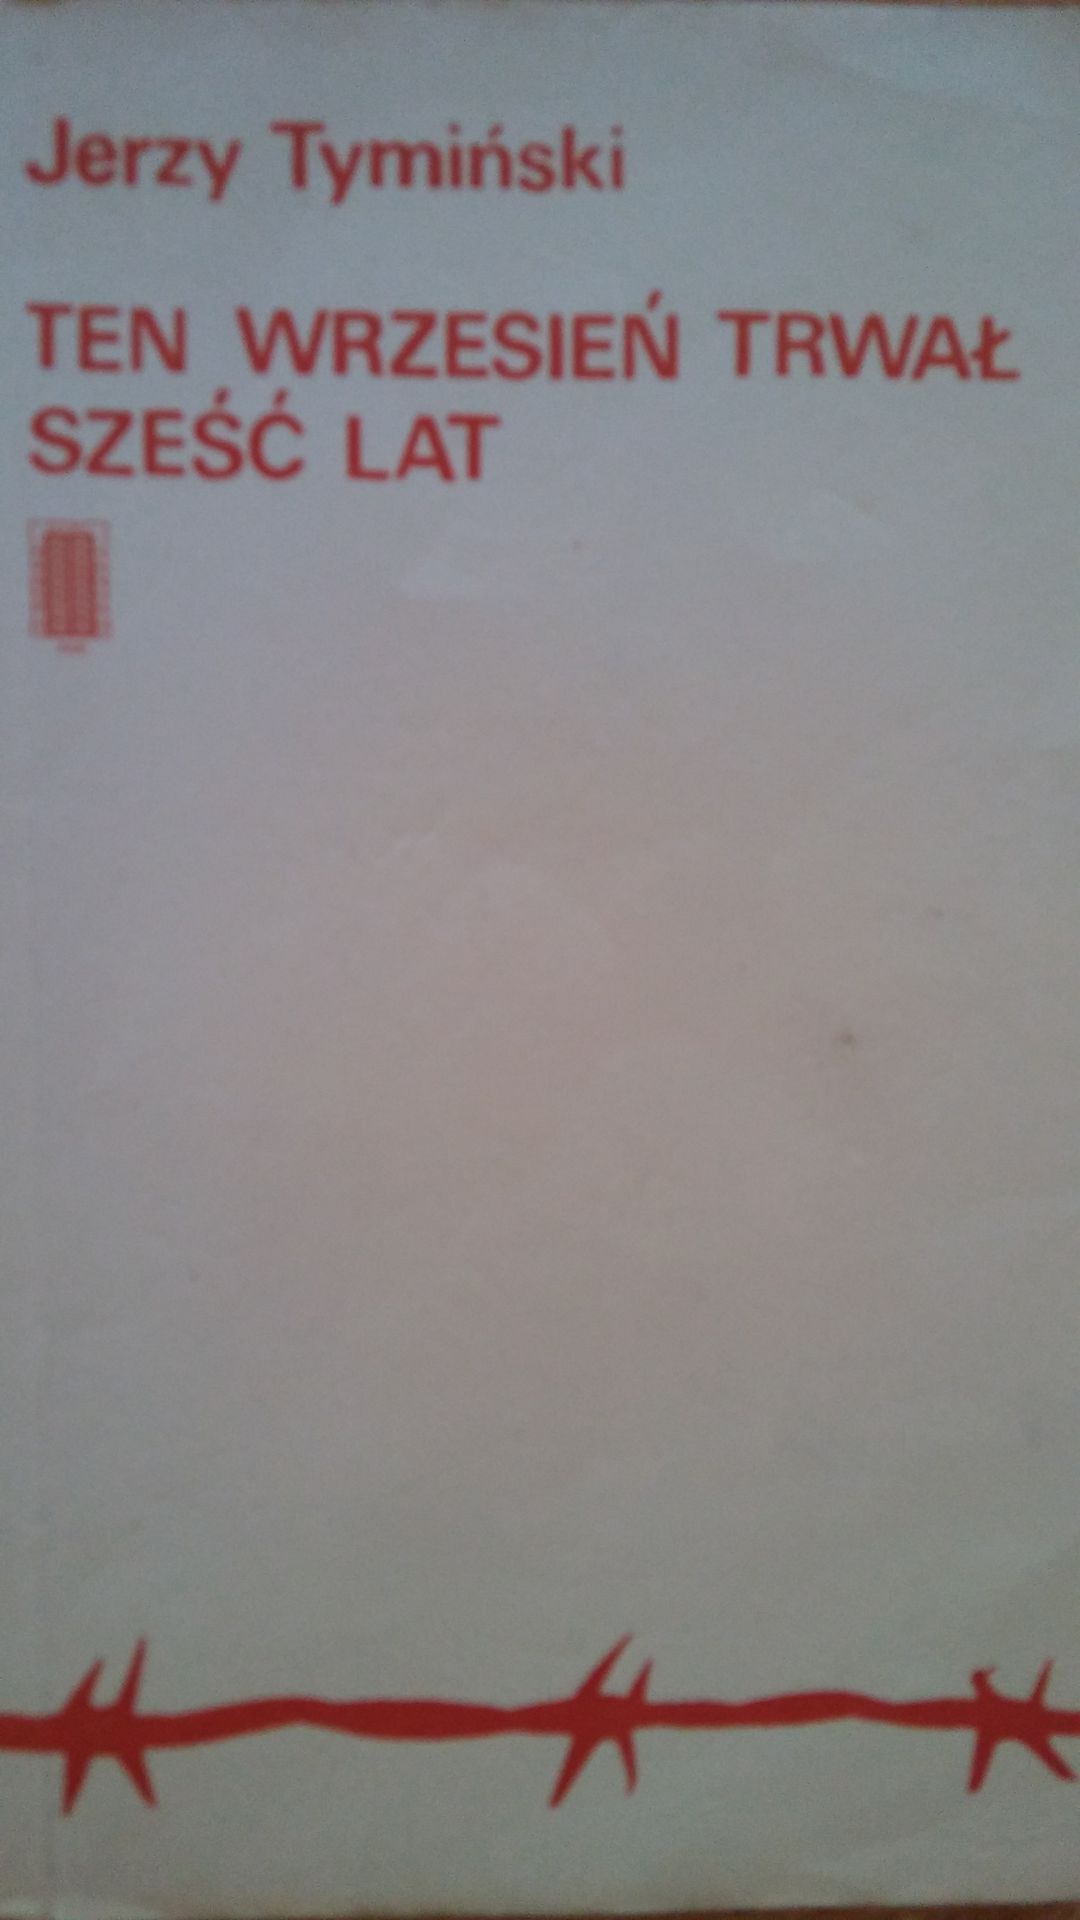 Jerzy Tymiński
TEN WRZESIEŃ TRWAŁ
SZEŚĆ LAT